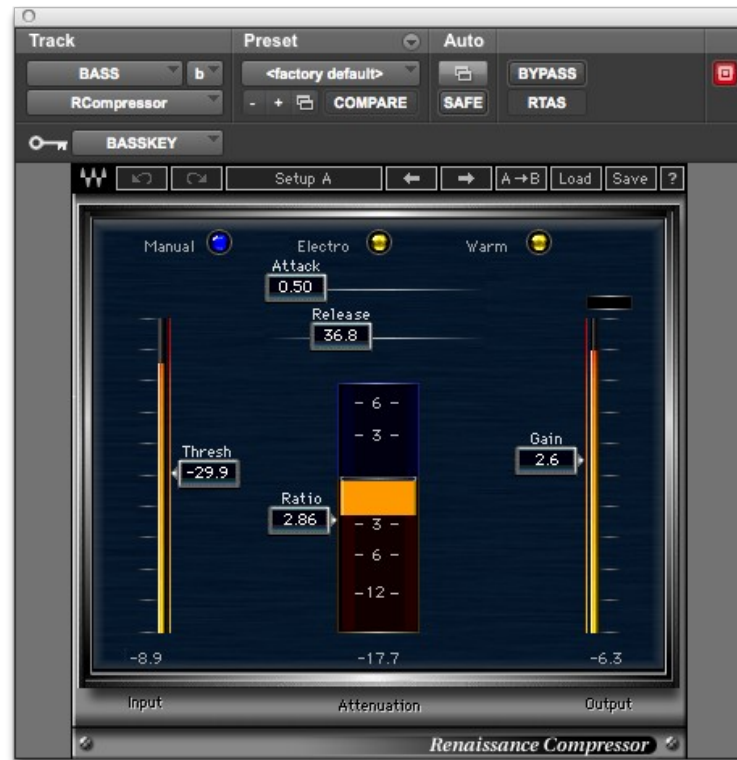 Track Preset Auto
BASS b <factory default> BYPASS
RCompressor - + COMPARE SAFE RTAS
BASSKEY
Setup A A→B Load Save ?
Manual Electro Warm
Attack
0.50
Release
36.8
- 6 -
- 3 -
Thresh Gain
-29.9 2.6
Ratio
2.86
- 3 -
- 6 -
-12-
-8.9 -17.7 -6.3
Input Attenuation Output
Renaissance Compressor